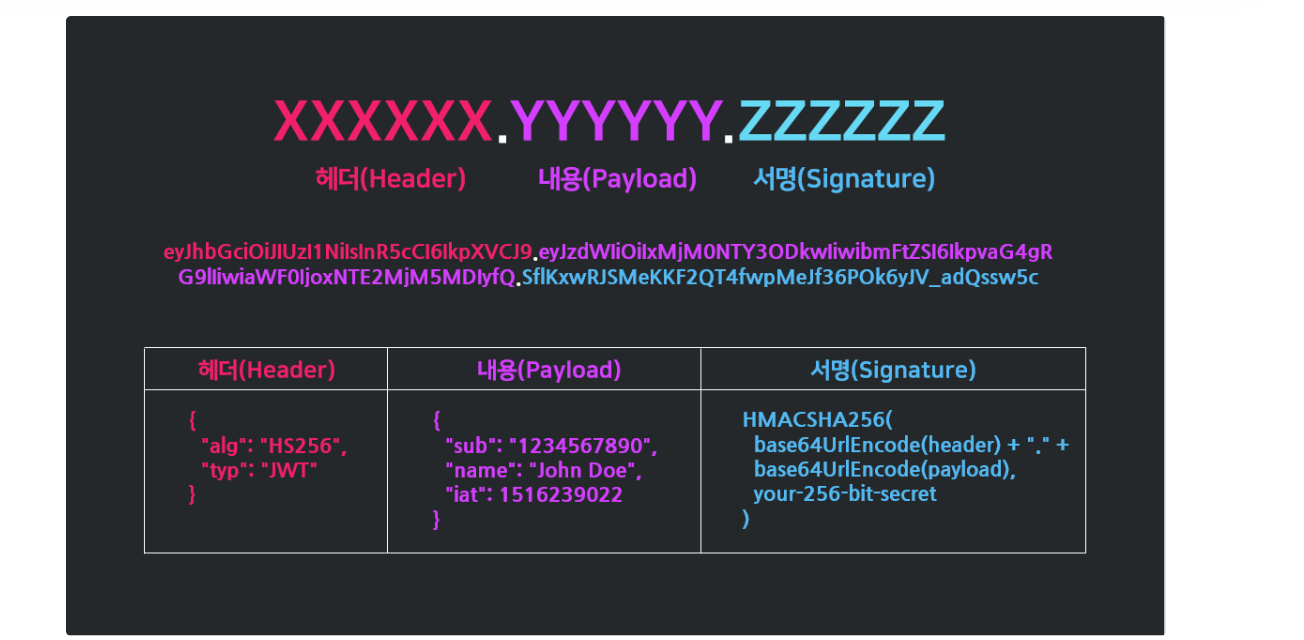 XXXXXX.YYYYYY.ZZZZZZ
헤더(Header) 내용(Payload) 서명(Signature)
eyJhbGciOiJIUzI1NiIsInR5cCI6IkpXVCJ9.eyJzdWIiOiIxMjM0NTY3ODkwIiwibmFtZSI6IkpvaG4gR
G9lIiwiaWF0IjoxNTE2MjM5MDIyfQ.SflKxwRJSMeKKF2QT4fwpMeJf36POk6yJV_adQssw5c
헤더(Header) 내용(Payload) 서명(Signature)
{
"alg": "HS256",
"typ": "JWT"
}
{
"sub": "1234567890",
"name": "John Doe",
"iat": 1516239022
}
HMACSHA256(
base64UrlEncode(header) + "." +
base64UrlEncode(payload),
your-256-bit-secret
)